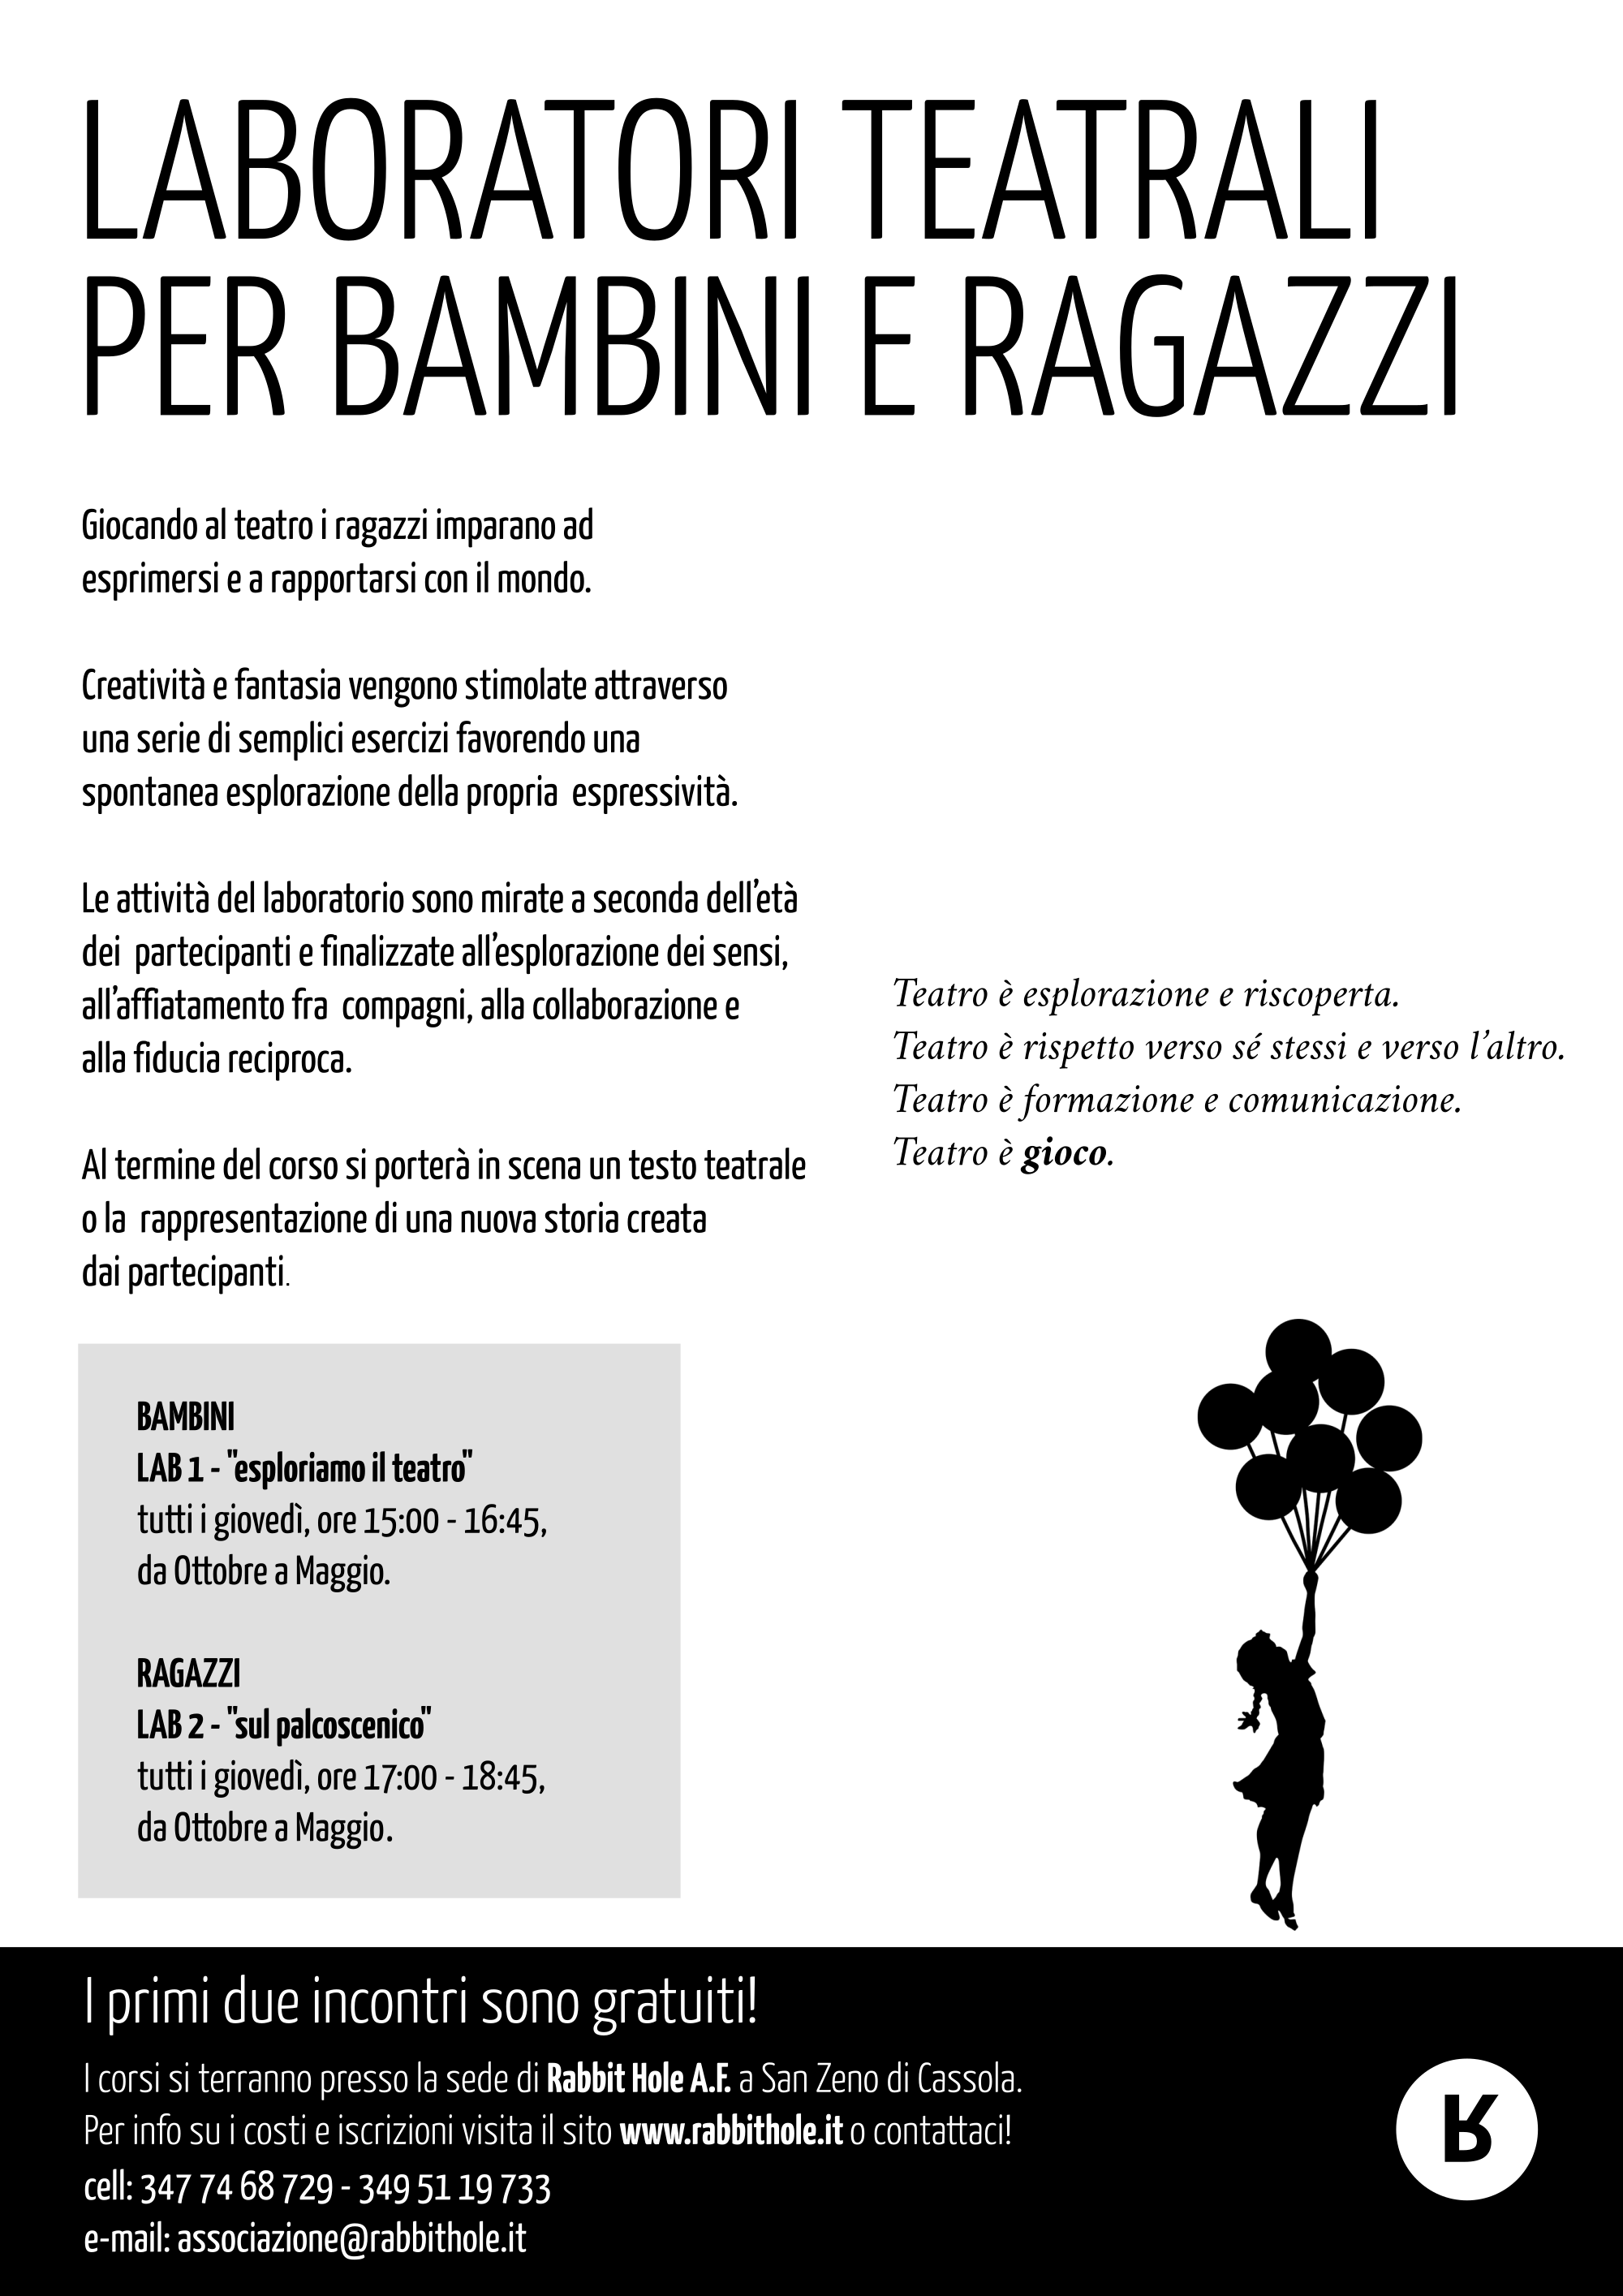 LABORATORI TEATRALI
PER BAMBINI E RAGAZZI
Giocando al teatro i ragazzi imparano ad
esprimersi e a rapportarsi con il mondo.
Creatività e fantasia vengono stimolate attraverso
una serie di semplici esercizi favorendo una
spontanea esplorazione della propria  espressività.
Le attività del laboratorio sono mirate a seconda dell’età
dei  partecipanti e finalizzate all’esplorazione dei sensi,
all’affiatamento fra  compagni, alla collaborazione e
alla fiducia reciproca.
Al termine del corso si porterà in scena un testo teatrale
o la  rappresentazione di una nuova storia creata
dai partecipanti.
Teatro è esplorazione e riscoperta.
Teatro è rispetto verso sé stessi e verso l’altro.
Teatro è formazione e comunicazione.
Teatro è gioco.
BAMBINI
LAB 1 - "esploriamo il teatro"
tutti i giovedì, ore 15:00 - 16:45,
da Ottobre a Maggio.
RAGAZZI
LAB 2 - "sul palcoscenico"
tutti i giovedì, ore 17:00 - 18:45,
da Ottobre a Maggio.
I primi due incontri sono gratuiti!
I corsi si terranno presso la sede di Rabbit Hole A.F. a San Zeno di Cassola.
Per info su i costi e iscrizioni visita il sito www.rabbithole.it o contattaci!
cell: 347 74 68 729 - 349 51 19 733
e-mail: associazione@rabbithole.it
R